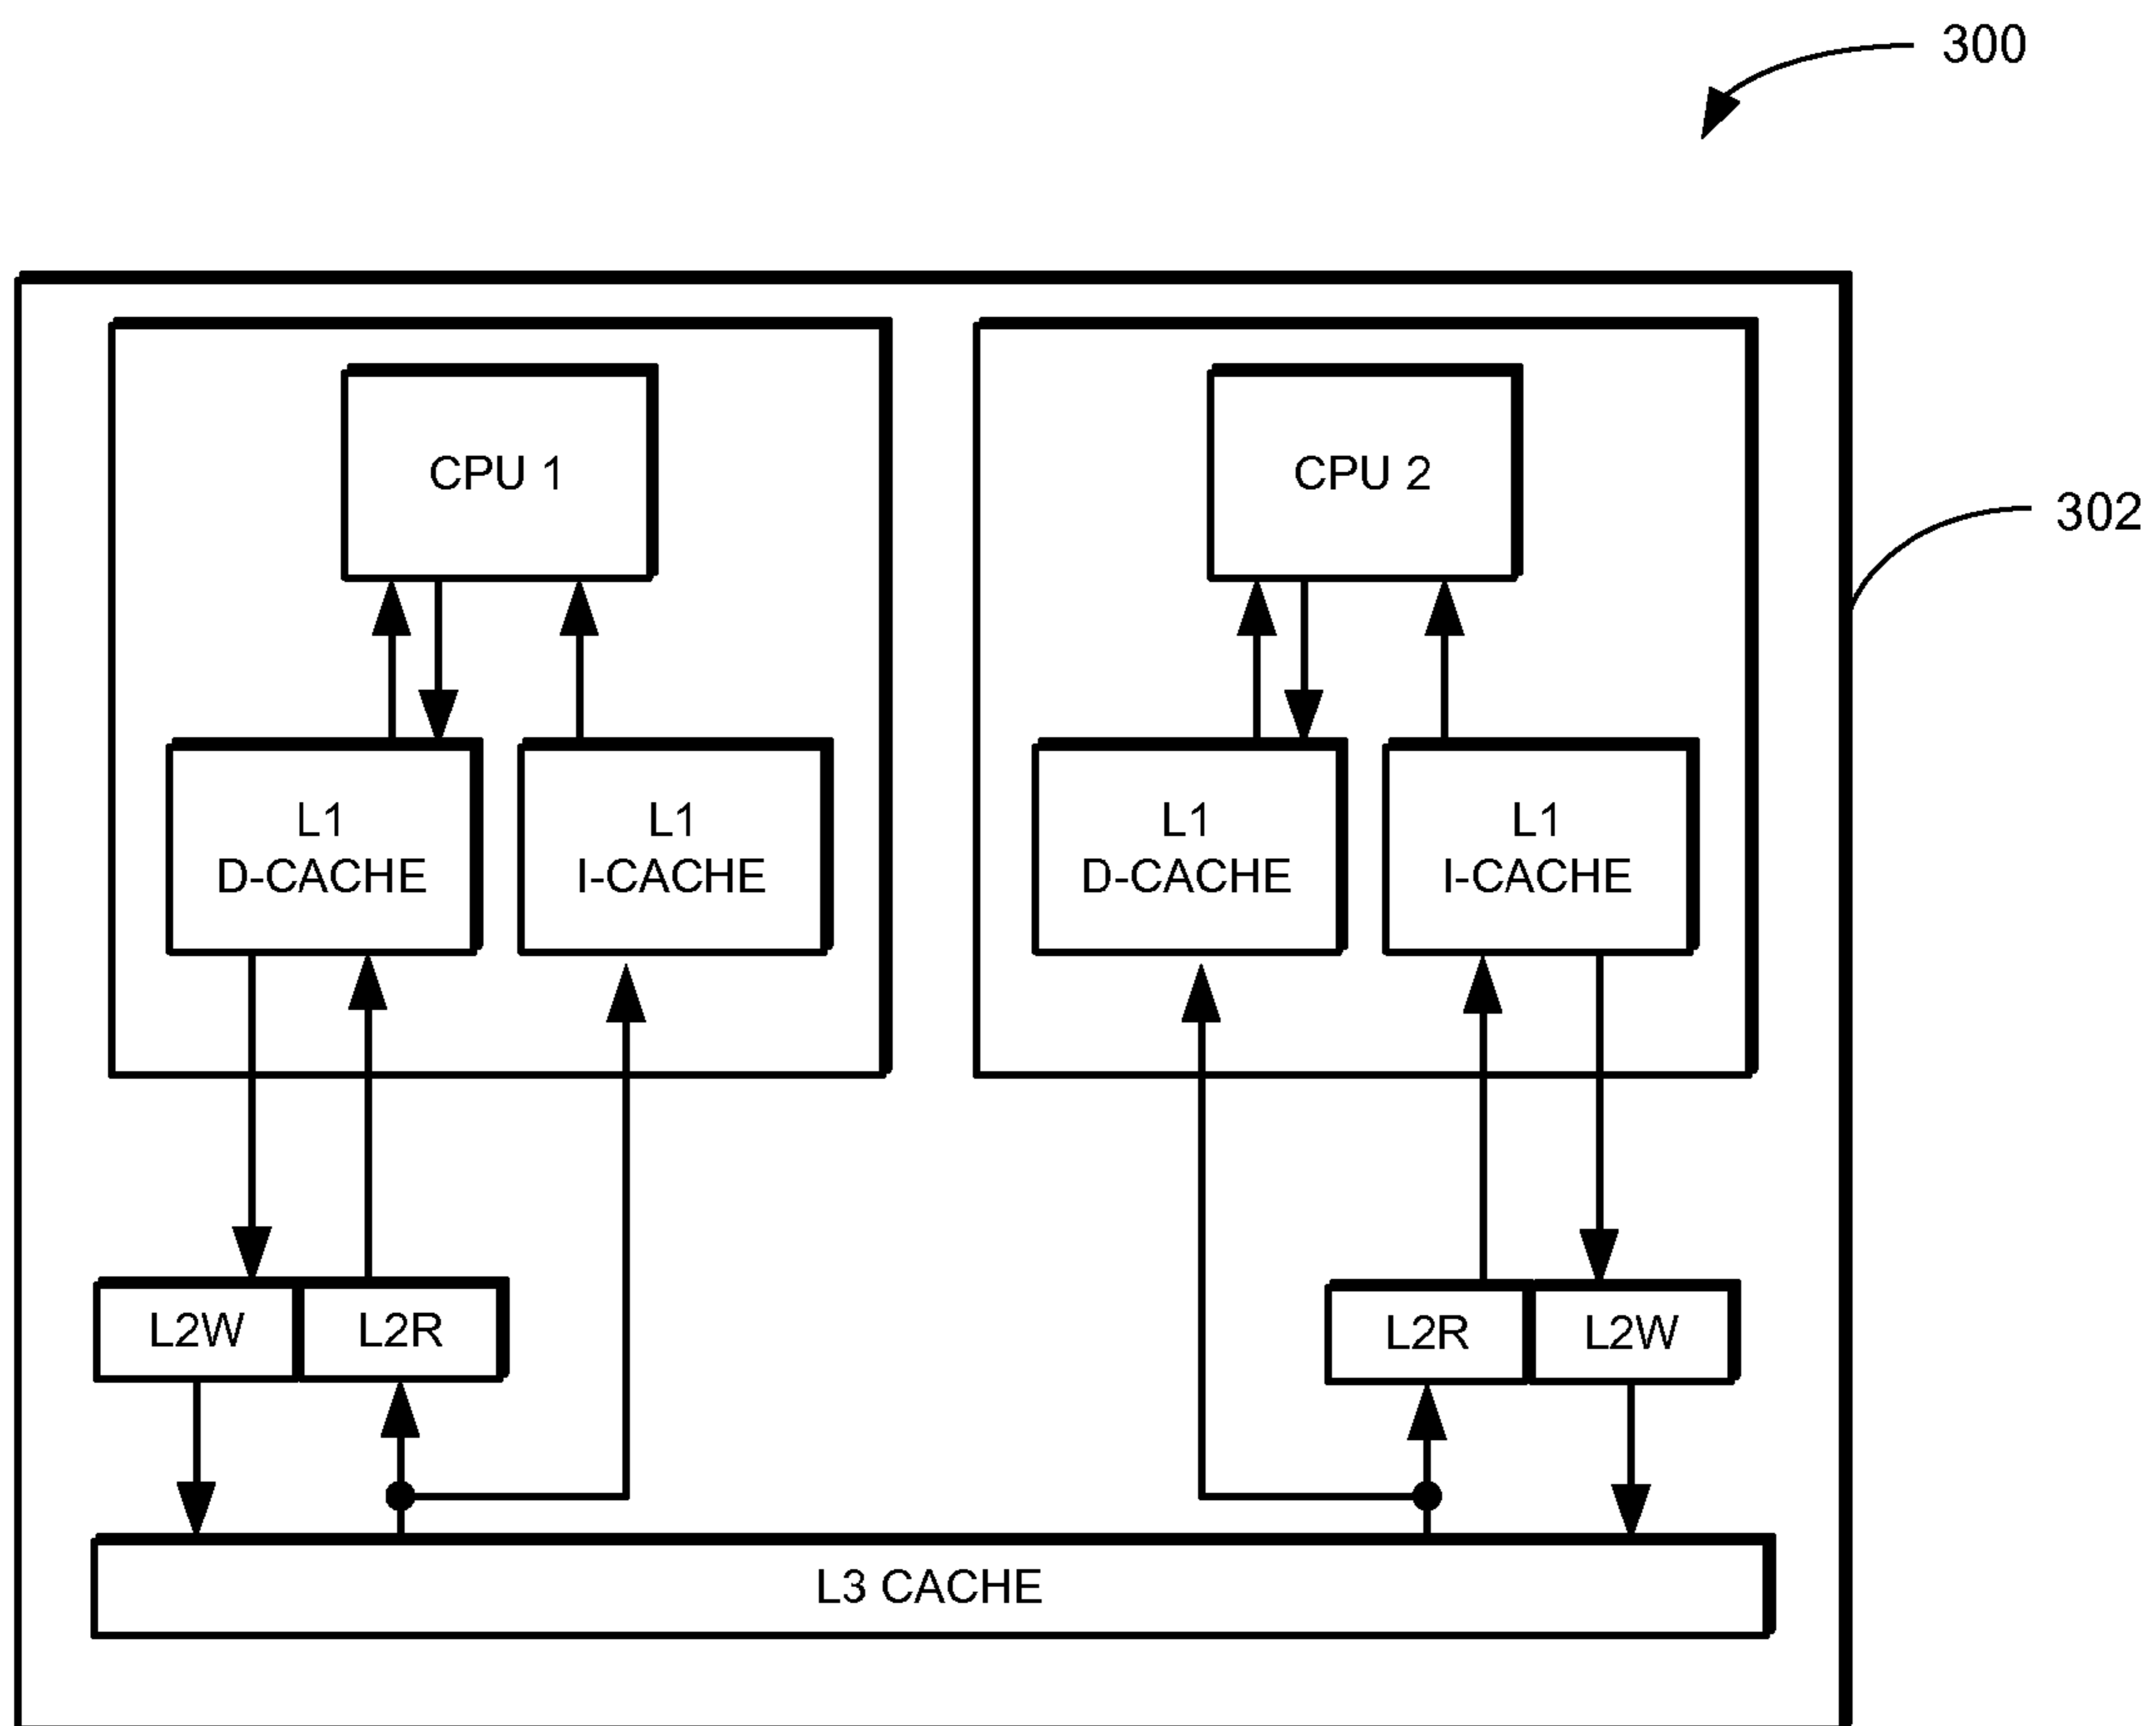 300
302
CPU 1
CPU 2
L1
D-CACHE
L1
I-CACHE
L1
D-CACHE
L1
I-CACHE
L2W
L2R
L2R
L2W
L3 CACHE